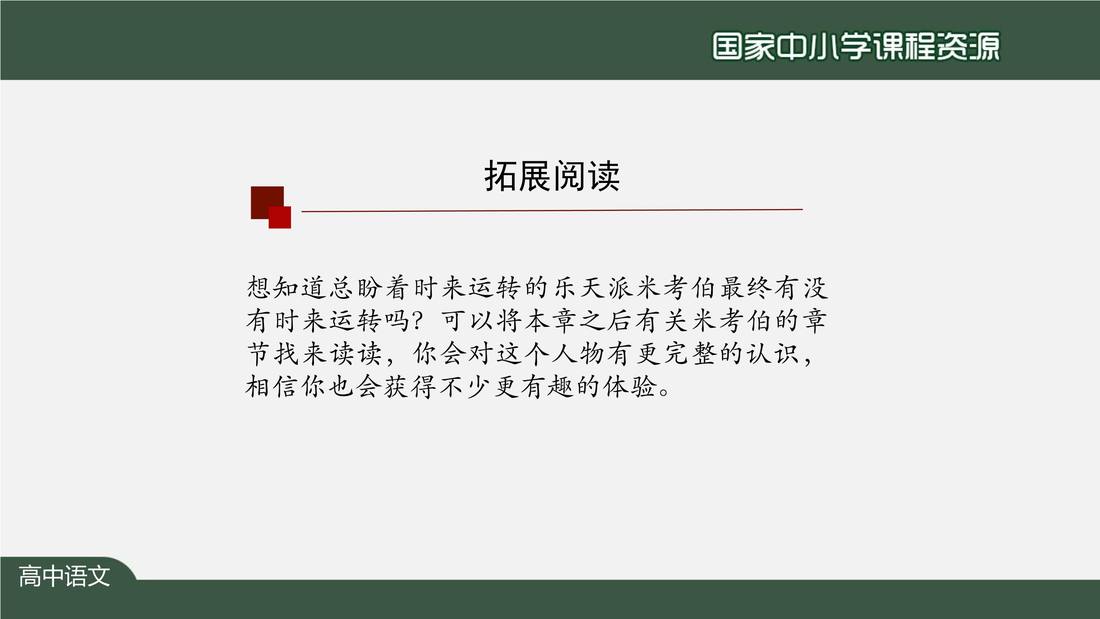 国家中小学课程资源
拓展阅读
想知道总盼着时来运转的乐天派米考伯最终有没
有时来运转吗？可以将本章之后有关米考伯的章
节找来读读，你会对这个人物有更完整的认识，
相信你也会获得不少更有趣的体验。
高中语文